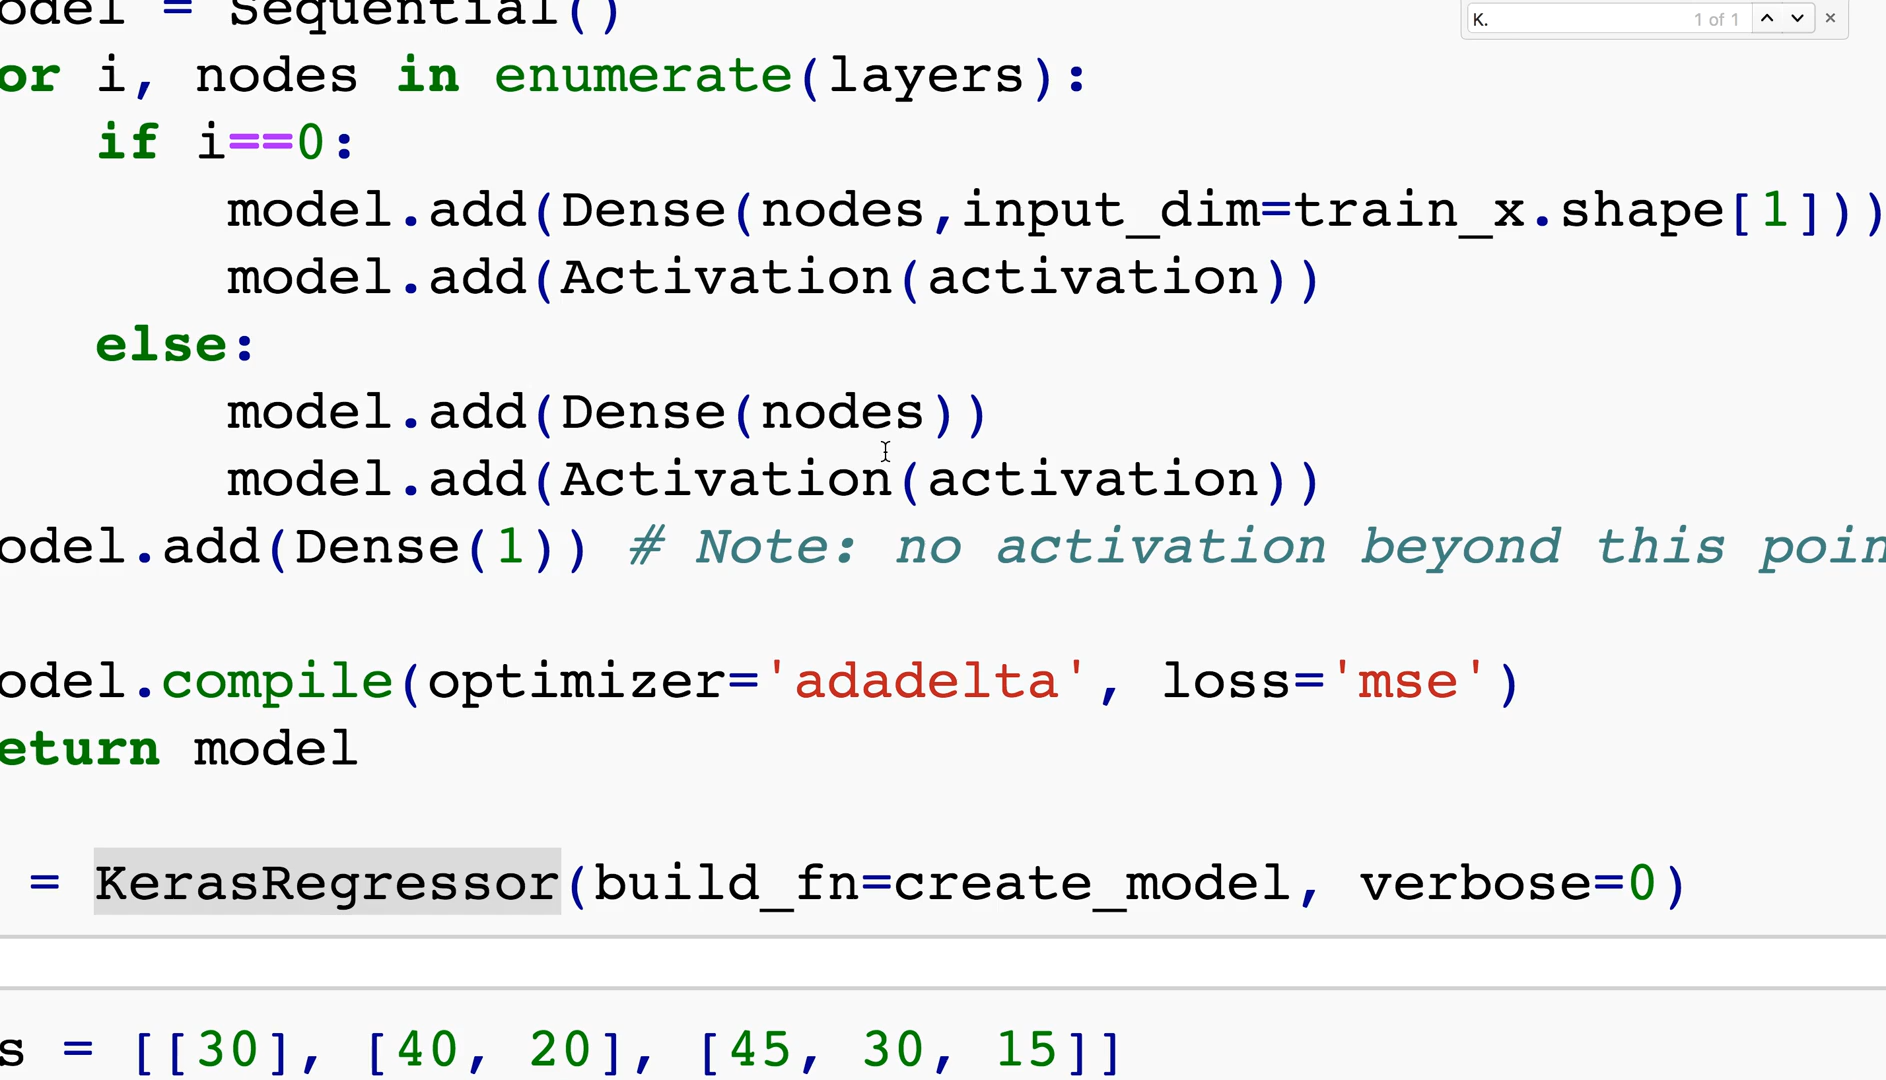 K. 1 of 1
odel = Sequential()
or i, nodes in enumerate(layers):
if i==0:
model.add(Dense(nodes,input_dim=train_x.shape[1]))
model.add(Activation(activation))
else:
model.add(Dense(nodes))
model.add(Activation(activation))
odel.add(Dense(1)) # Note: no activation beyond this poin
odel.compile(optimizer='adadelta', loss='mse')
eturn model
= KerasRegressor(build_fn=create_model, verbose=0)
s = [[30], [40, 20], [45, 30, 15]]